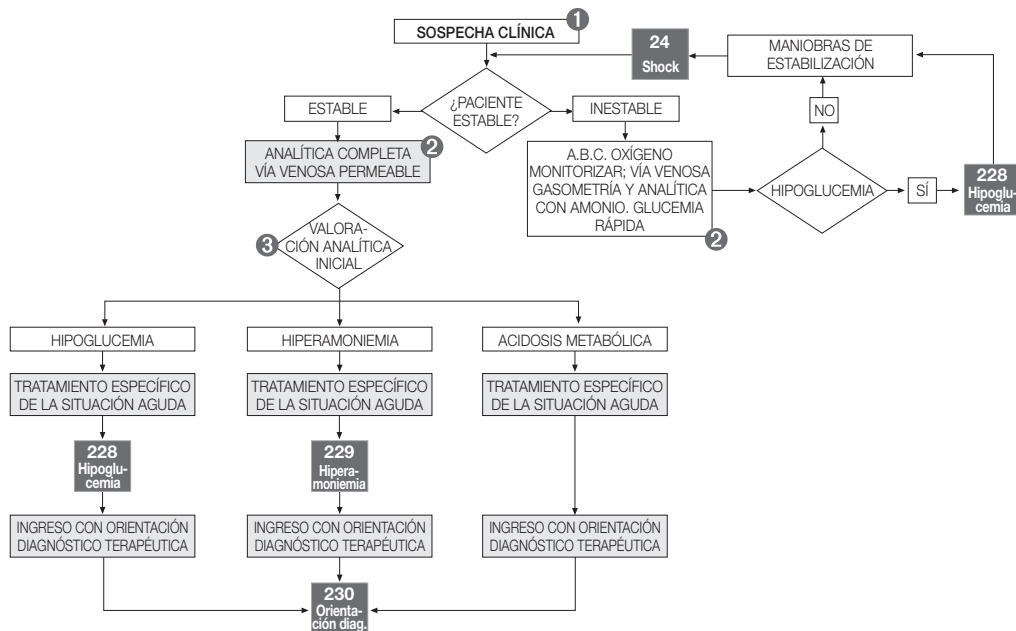 1
SOSPECHA CLÍNICA
24
Shock
MANIOBRAS DE
ESTABILIZACIÓN
ESTABLE
¿PACIENTE
ESTABLE?
INESTABLE
NO
ANALÍTICA COMPLETA
VÍA VENOSA PERMEABLE
2
A.B.C. OXÍGENO
MONITORIZAR; VÍA VENOSA
GASOMETRÍA Y ANALÍTICA
CON AMONIO. GLUCEMIA
RÁPIDA
2
HIPOGLUCEMIA
SÍ
228
Hipoglu-
cemia
3
VALORA-
CIÓN ANALÍTICA
INICIAL
HIPOGLUCEMIA
HIPERAMONIEMIA
ACIDOSIS METABÓLICA
TRATAMIENTO ESPECÍFICO
DE LA SITUACIÓN AGUDA
TRATAMIENTO ESPECÍFICO
DE LA SITUACIÓN AGUDA
TRATAMIENTO ESPECÍFICO
DE LA SITUACIÓN AGUDA
228
Hipoglu-
cemia
229
Hipera-
moniemia
INGRESO CON ORIENTACIÓN
DIAGNÓSTICO TERAPÉUTICA
INGRESO CON ORIENTACIÓN
DIAGNÓSTICO TERAPÉUTICA
INGRESO CON ORIENTACIÓN
DIAGNÓSTICO TERAPÉUTICA
230
Orienta-
ción diag.